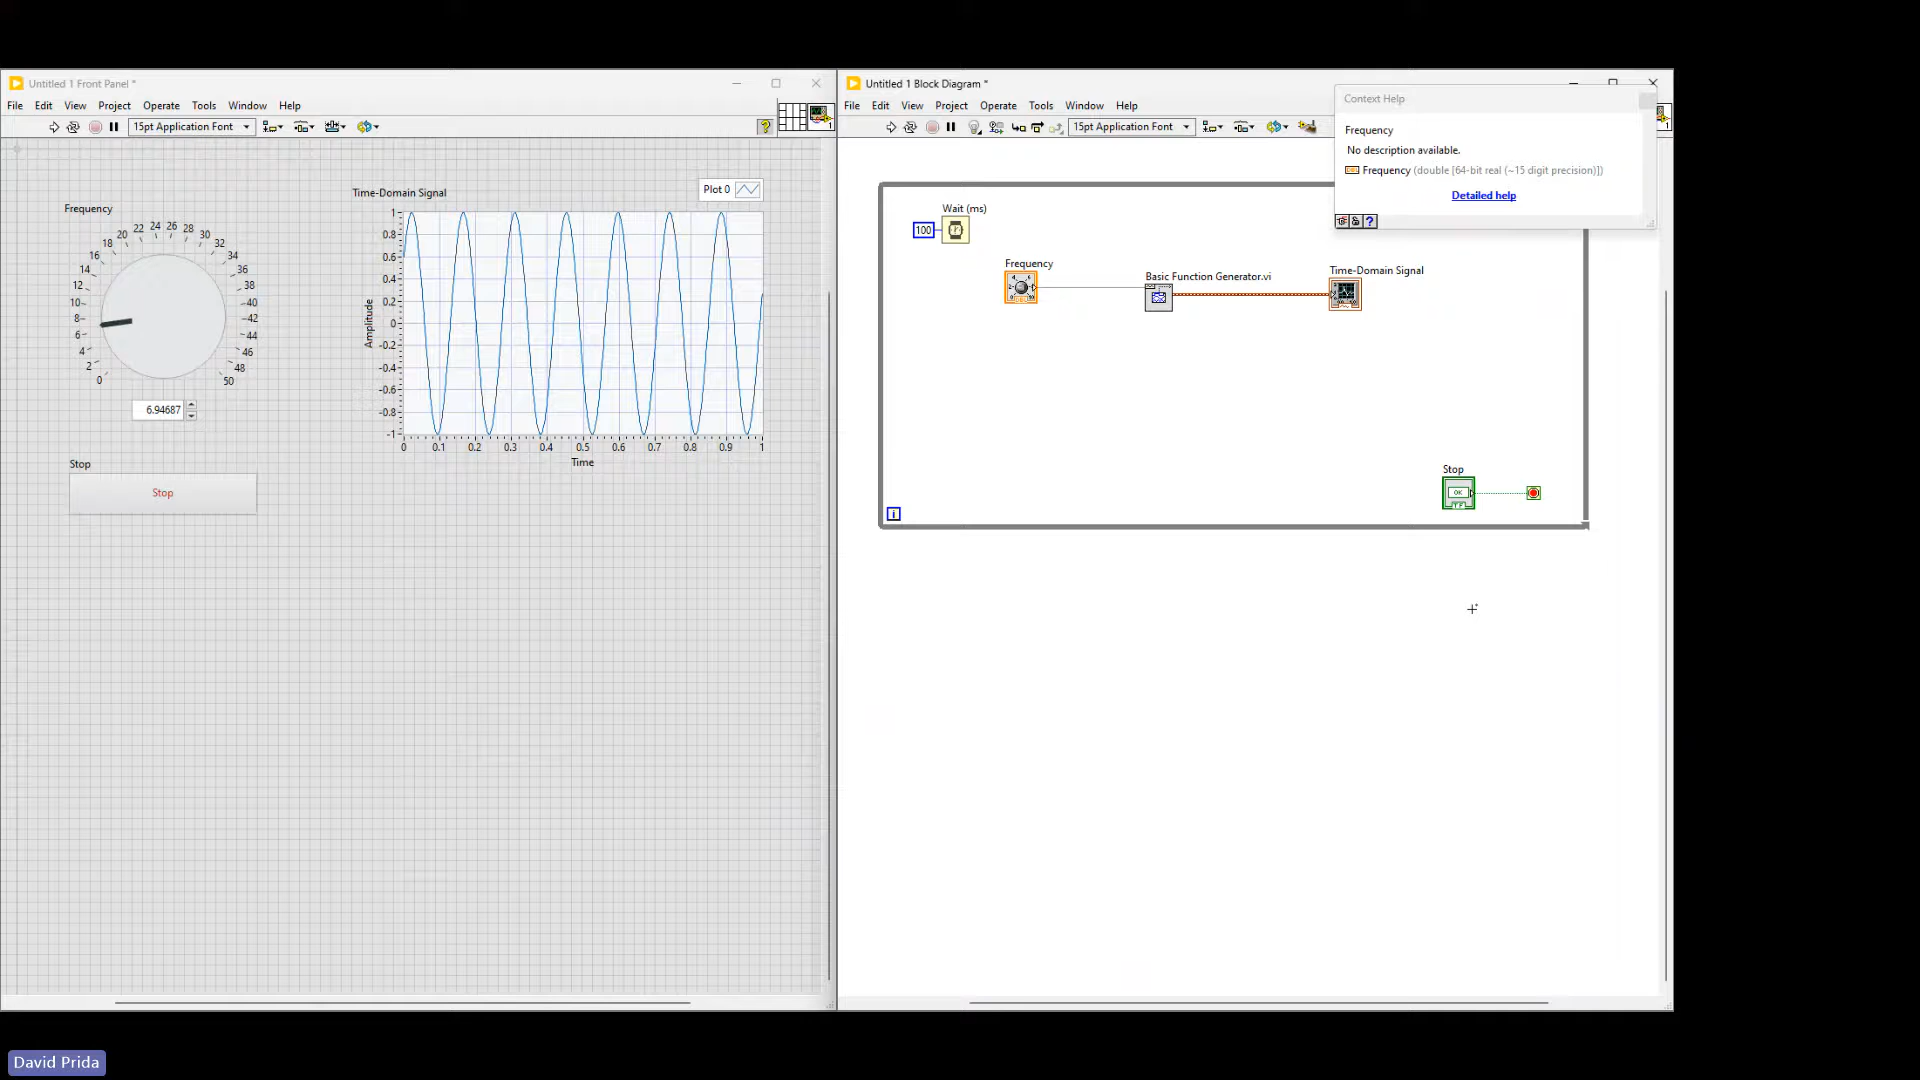 Untitled 1 Front Panel *
File Edit View Project Operate Tools Window Help
15pt Application Font
Frequency
0 2 4 6 8 10 12 14 16 18 20 22 24 26 28 30 32 34 36 38 40 42 44 46 48 50
6.94687
Stop
Stop
Time-Domain Signal
Plot 0
Amplitude
1
0.8
0.6
0.4
0.2
0
-0.2
-0.4
-0.6
-0.8
-1
0 0.1 0.2 0.3 0.4 0.5 0.6 0.7 0.8 0.9 1
Time
Untitled 1 Block Diagram *
File Edit View Project Operate Tools Window Help
15pt Application Font
Context Help
Frequency
No description available.
Frequency (double [64-bit real (~15 digit precision)])
Detailed help
?
Wait (ms)
100
Frequency
Basic Function Generator.vi
Time-Domain Signal
Stop
OK
TF
i
David Prida